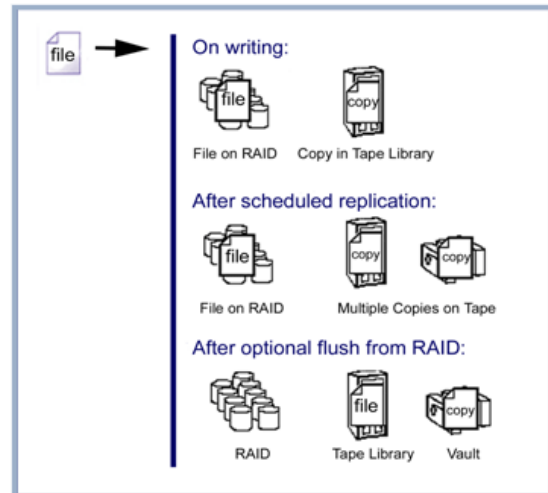 file
On writing:
file
copy
File on RAID
Copy in Tape Library
After scheduled replication:
file
copy
copy
File on RAID
Multiple Copies on Tape
After optional flush from RAID:
file
copy
RAID
Tape Library
Vault